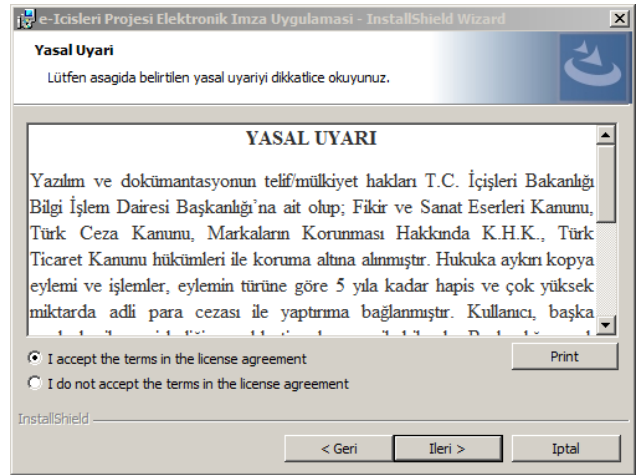 e-Icisleri Projesi Elektronik Imza Uygulamasi - InstallShield Wizard
Yasal Uyari
Lütfen asagida belirtilen yasal uyariyi dikkatlice okuyunuz.
YASAL UYARI
Yazılım ve dokümantasyonun telif/mülkiyet hakları T.C. İçişleri Bakanlığı
Bilgi İşlem Dairesi Başkanlığı'na ait olup; Fikir ve Sanat Eserleri Kanunu,
Türk Ceza Kanunu, Markaların Korunması Hakkında K.H.K., Türk
Ticaret Kanunu hükümleri ile koruma altına alınmıştır. Hukuka aykırı kopya
eylemi ve işlemler, eylemin türüne göre 5 yıla kadar hapis ve çok yüksek
miktarda adli para cezası ile yaptırıma bağlanmıştır. Kullanıcı, başka
I accept the terms in the license agreement
Print
I do not accept the terms in the license agreement
InstallShield
< Geri
Ileri >
Iptal